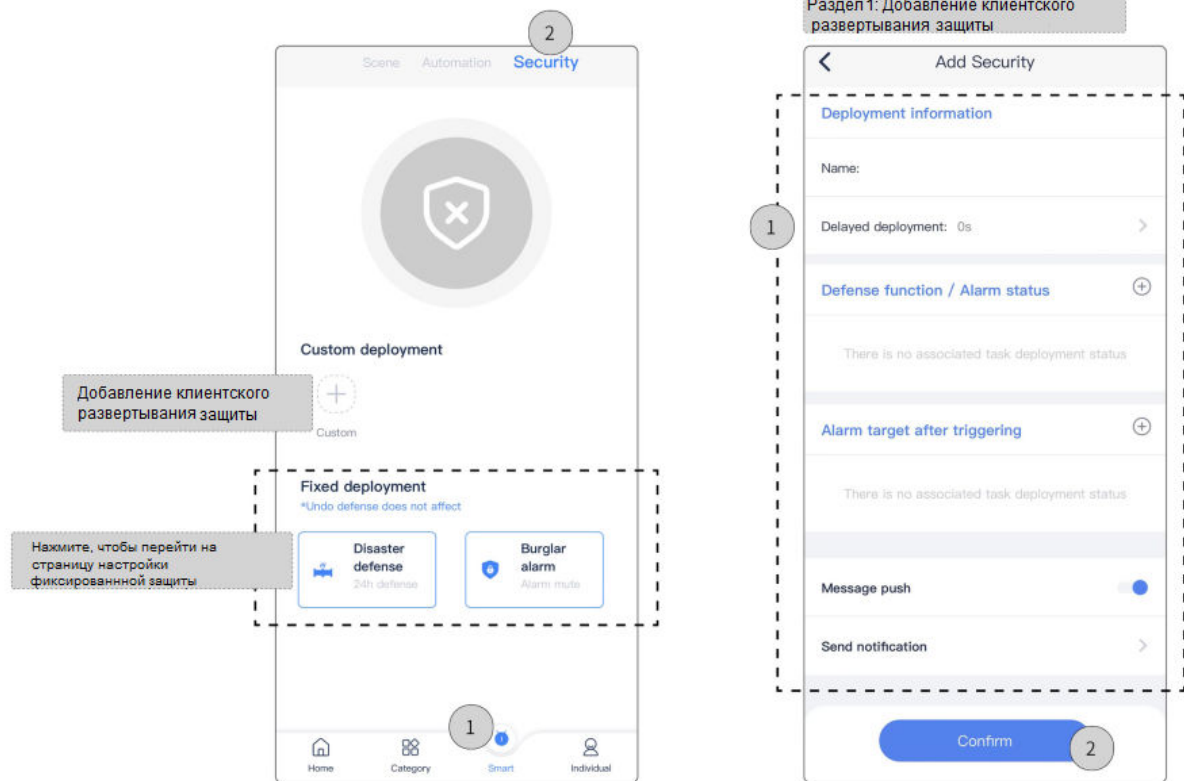 2
Scene Automation Security
Custom deployment
Добавление клиентского
развертывания защиты
Custom
Fixed deployment
*Undo defense does not affect
Нажмите, чтобы перейти на
страницу настройки
фиксированнной защиты
Disaster
defense
24h defense
Burglar
alarm
Alarm mute
1
Home
Category
Smart
Individual
Раздел 1: Добавление клиентского
развертывания защиты
Add Security
Deployment information
Name:
1
Delayed deployment: 0s
Defense function / Alarm status
There is no associated task deployment status
Alarm target after triggering
There is no associated task deployment status
Message push
Send notification
Confirm
2